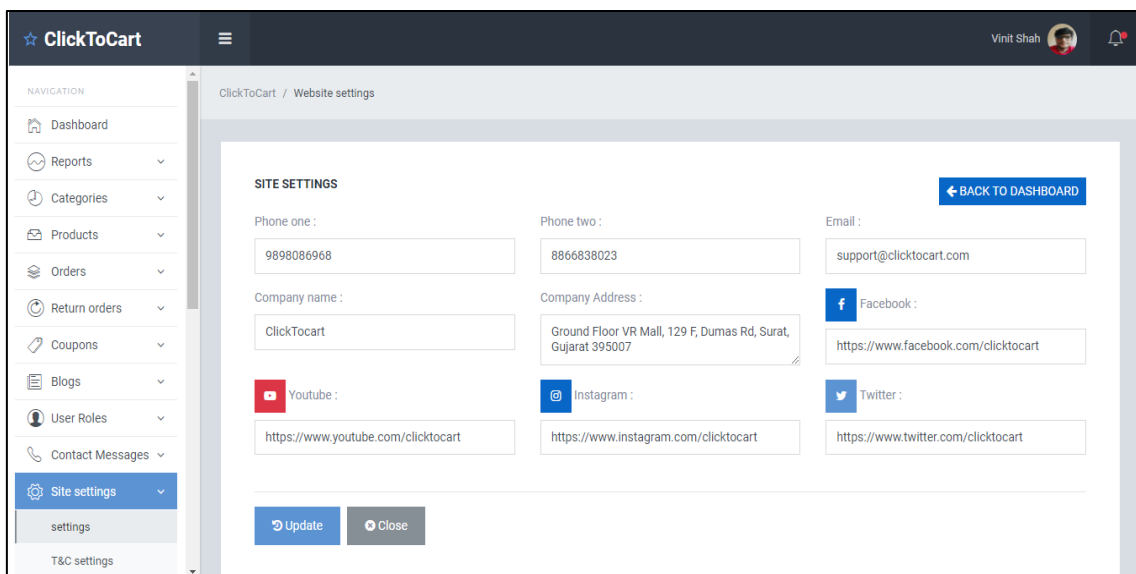 ClickToCart
Vinit Shah
NAVIGATION
Dashboard
Reports
Categories
Products
Orders
Return orders
Coupons
Blogs
User Roles
Contact Messages
Site settings
settings
T&C settings
ClickToCart / Website settings
SITE SETTINGS
BACK TO DASHBOARD
Phone one :
Phone two :
Email :
9898086968
8866838023
support@clicktocart.com
Company name :
Company Address :
Facebook :
ClickTocart
Ground Floor VR Mall, 129 F, Dumas Rd, Surat,
Gujarat 395007
https://www.facebook.com/clicktocart
Youtube :
Instagram :
Twitter :
https://www.youtube.com/clicktocart
https://www.instagram.com/clicktocart
https://www.twitter.com/clicktocart
Update
Close